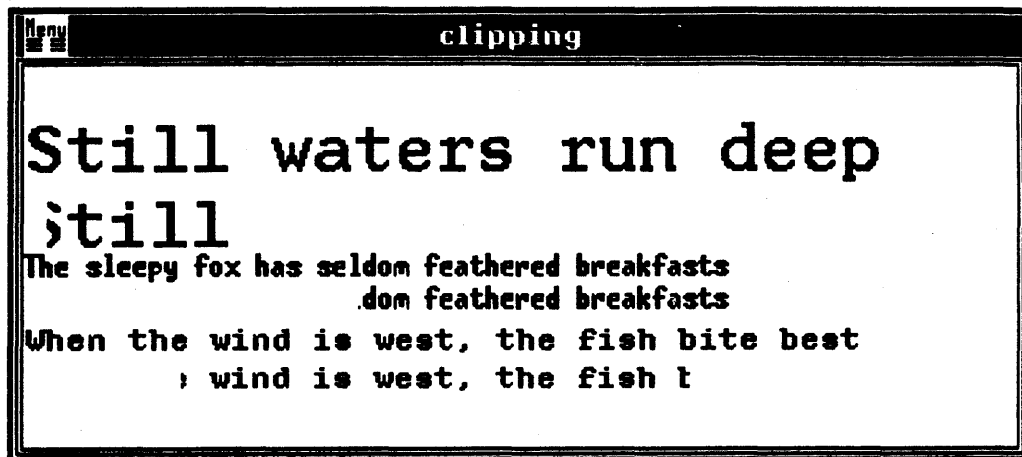 Menu
clipping
Still waters run deep
Still
The sleepy fox has seldom feathered breakfasts
dom feathered breakfasts
When the wind is west, the fish bite best
wind is west, the fish